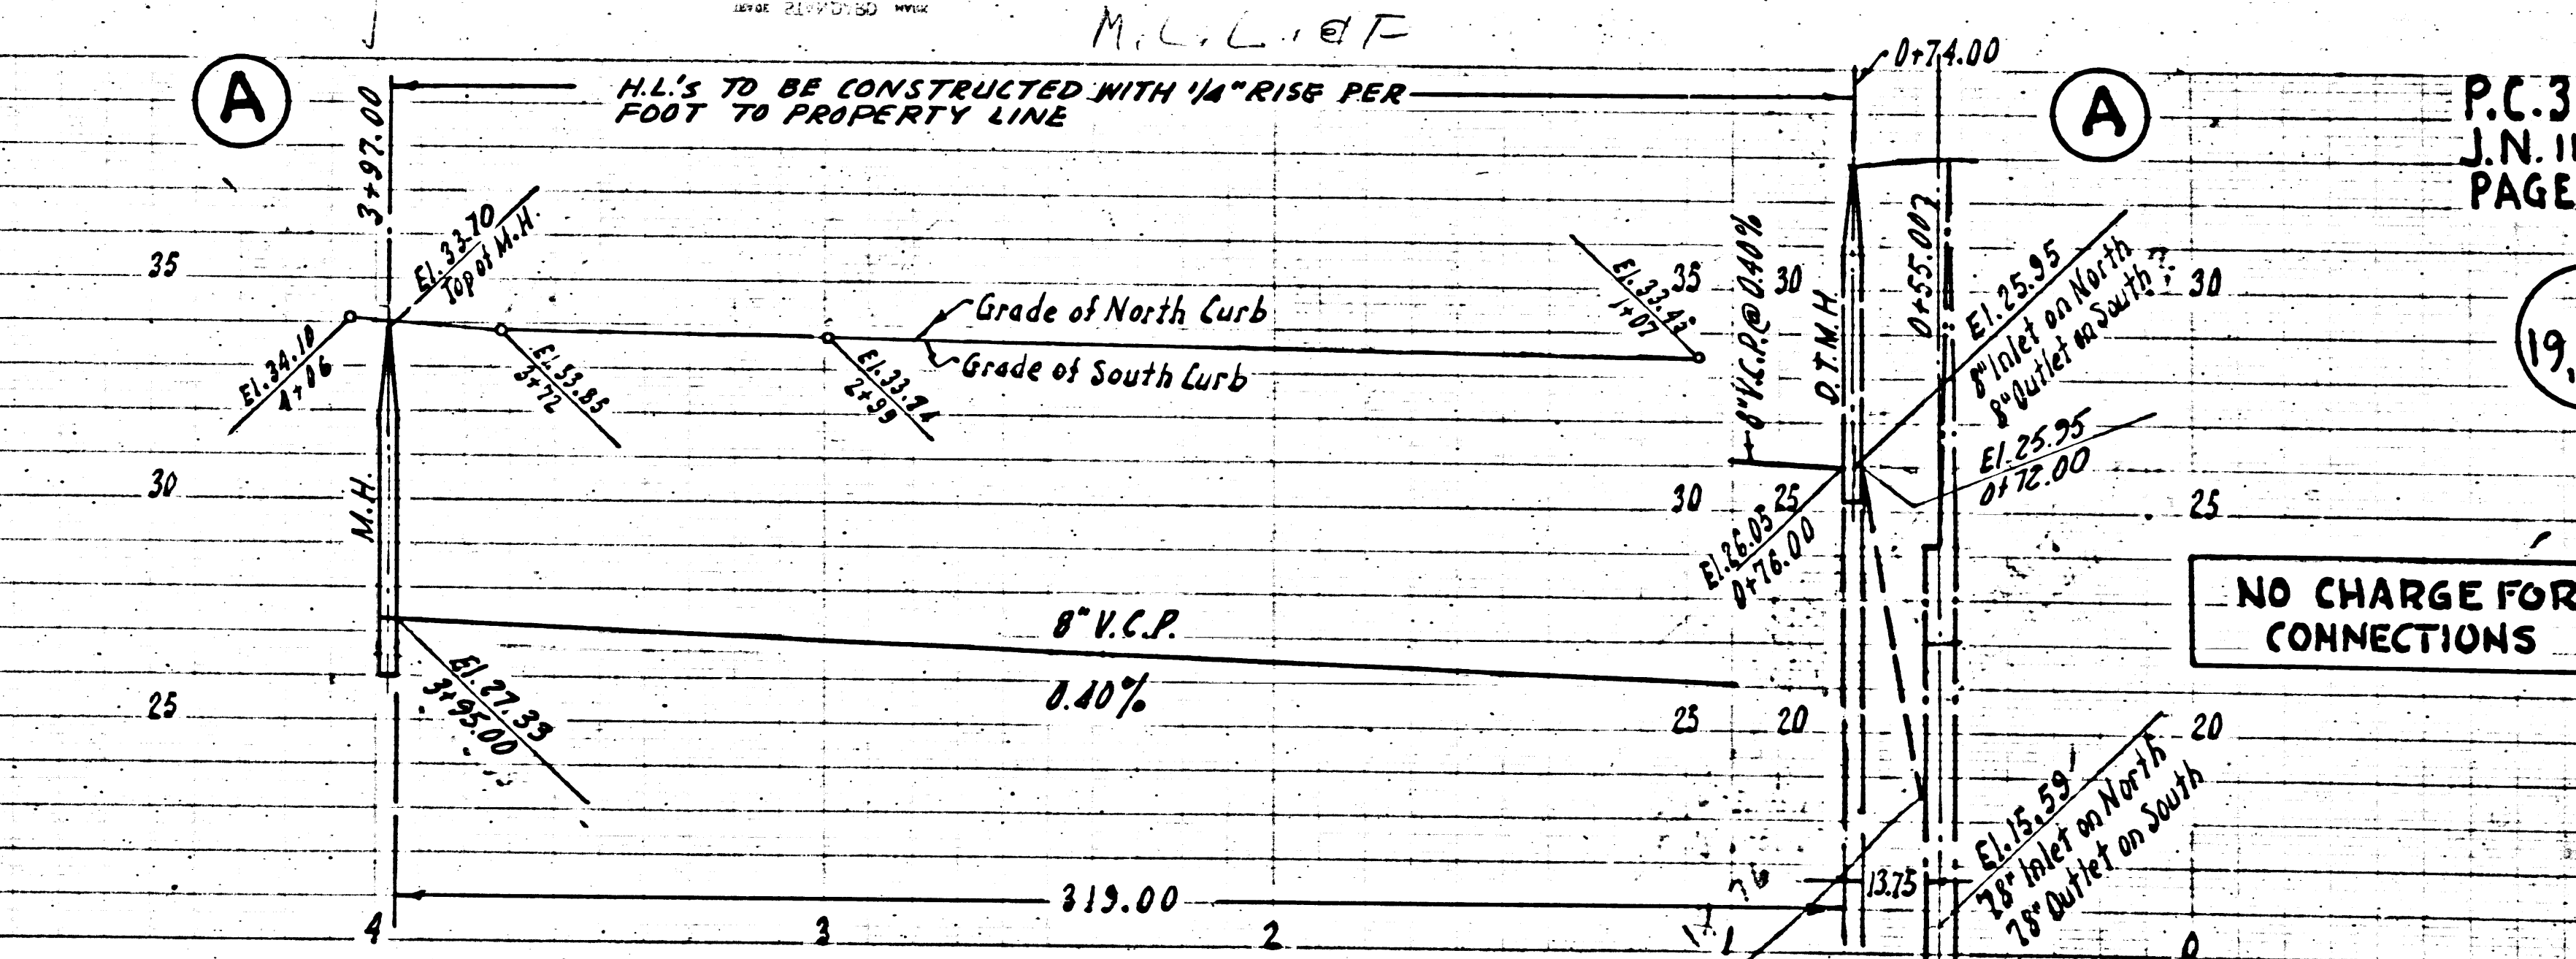 TRADE STANDARD MARK
M.L.L. @ F
0+74.00
A
H.L.'s TO BE CONSTRUCTED WITH 1/4" RISE PER
FOOT TO PROPERTY LINE
A
P.C.3
J.N. 11
PAGE
3+97.00
El. 33.70
Top of M.H.
35
Grade of North Curb
Grade of South Curb
El. 34.10
4+06
El. 33.85
3+72
2+99
El. 33.43
1+07
35
30
8" V.C.P. @ 0.40%
D.T.M.H.
0+55.00?
El. 25.95
8" Inlet on North
8" Outlet on South ?
30
19,
El. 25.95
0+72.00
30
M.H.
30
25
25
El. 26.05
0+76.00
NO CHARGE FOR
CONNECTIONS
8" V.C.P.
0.40%
El. 27.33
3+95.00
25
25
20
20
El. 15.59
28" Inlet on North
28" Outlet on South
319.00
13.75
4
3
2
1
0